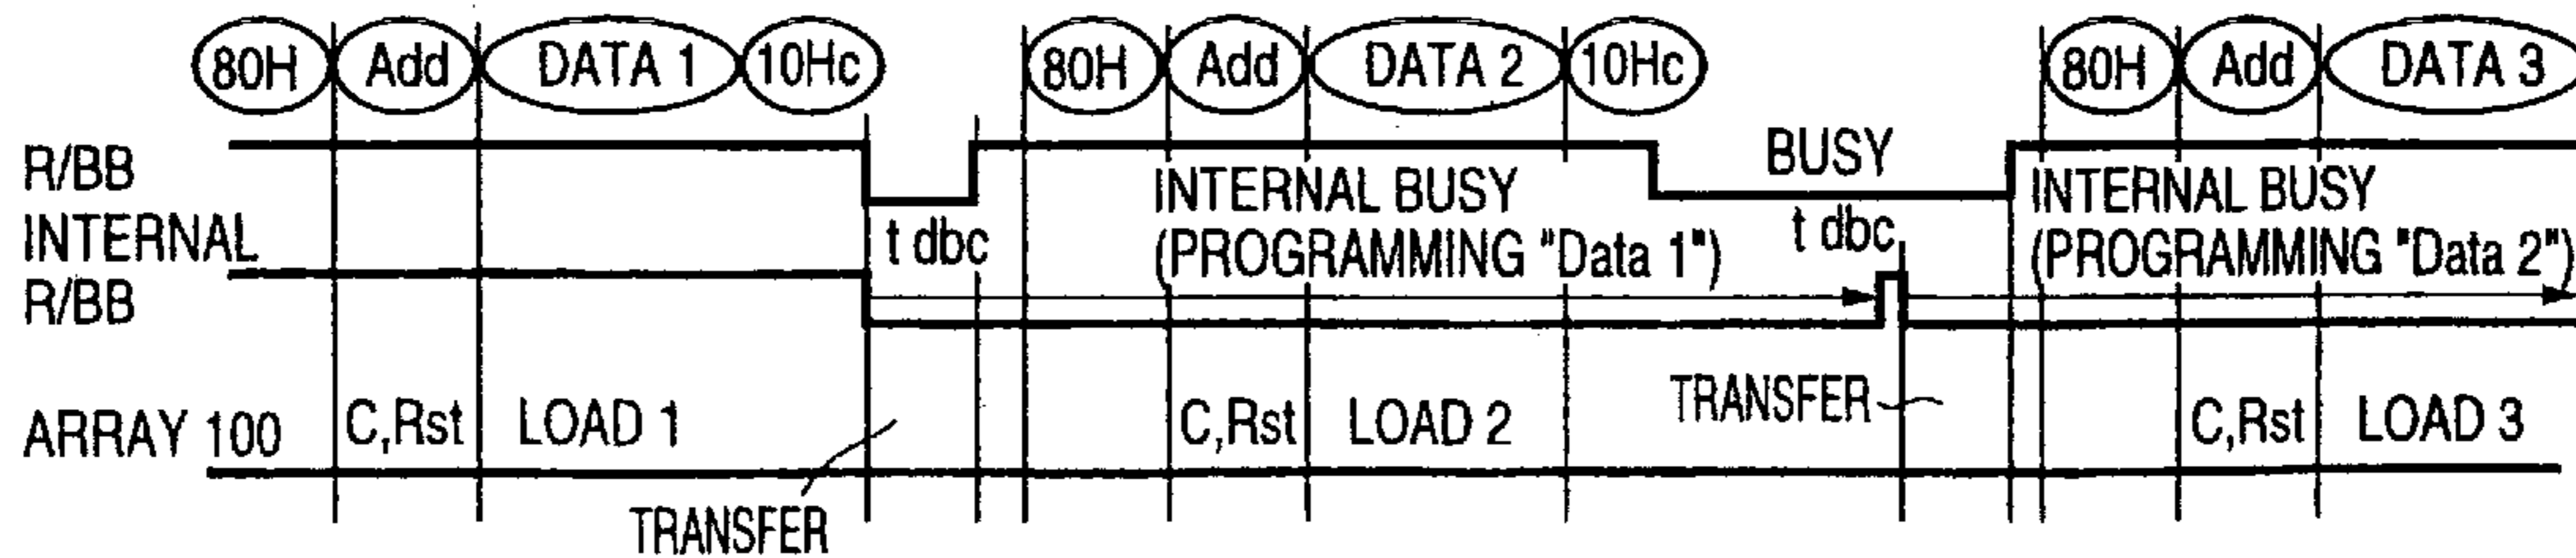 80H Add DATA 1 10Hc 80H Add DATA 2 10Hc 80H Add DATA 3
R/BB
BUSY
INTERNAL BUSY
(PROGRAMMING "Data 1")
INTERNAL BUSY
(PROGRAMMING "Data 2")
t dbc
t dbc
INTERNAL
R/BB
ARRAY 100 C,Rst LOAD 1 C,Rst LOAD 2 C,Rst LOAD 3
TRANSFER
TRANSFER